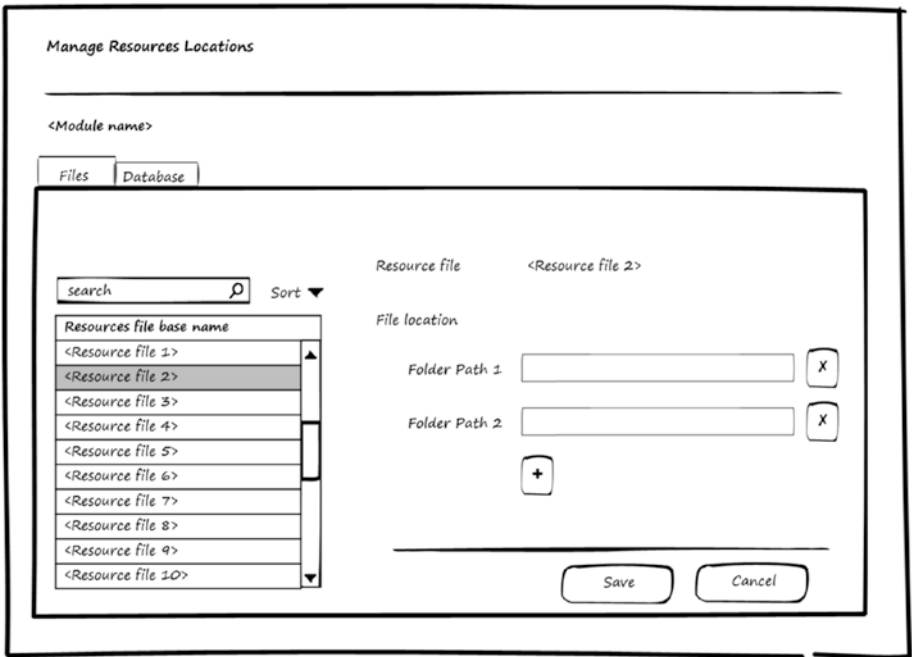 Manage Resources Locations
<Module name>
Files
Database
search
Sort
Resources file base name
<Resource file 1>
<Resource file 2>
<Resource file 3>
<Resource file 4>
<Resource file 5>
<Resource file 6>
<Resource file 7>
<Resource file 8>
<Resource file 9>
<Resource file 10>
Resource file <Resource file 2>
File location
Folder Path 1 X
Folder Path 2 X
+
Save
Cancel